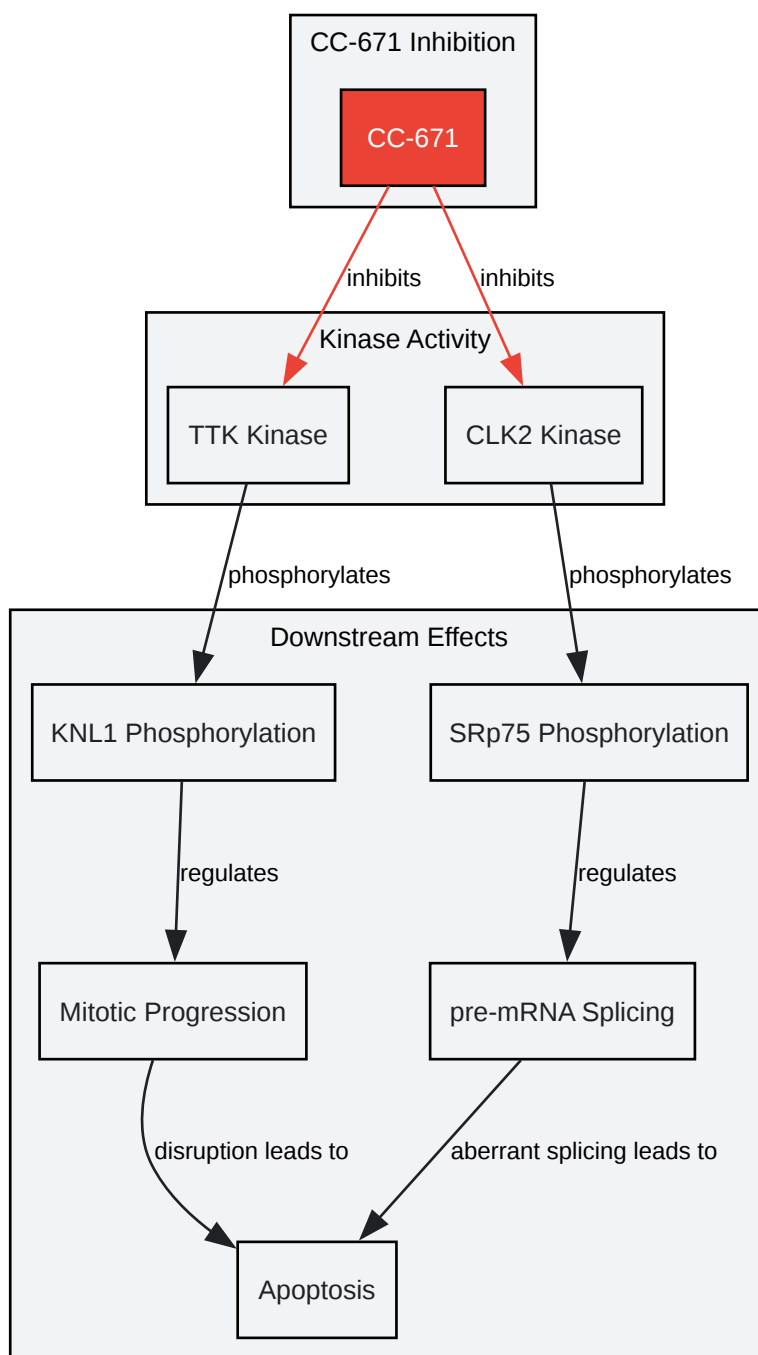 CC-671 Inhibition
CC-671
inhibits
inhibits
Kinase Activity
TTK Kinase
CLK2 Kinase
phosphorylates
phosphorylates
Downstream Effects
KNL1 Phosphorylation
SRp75 Phosphorylation
regulates
regulates
Mitotic Progression
pre-mRNA Splicing
disruption leads to
aberrant splicing leads to
Apoptosis